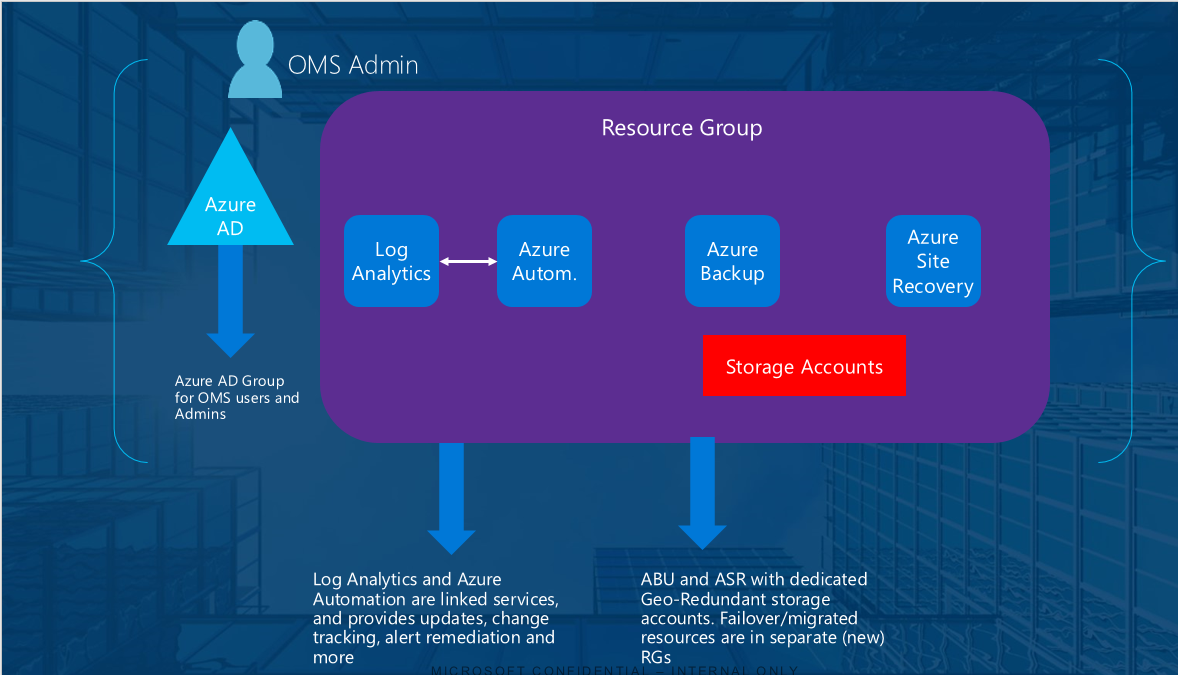 OMS Admin
Resource Group
Azure
AD
Log
Analytics
Azure
Autom.
Azure
Backup
Azure
Site
Recovery
Storage Accounts
Azure AD Group
for OMS users and
Admins
Log Analytics and Azure
Automation are linked services,
and provides updates, change
tracking, alert remediation and
more
ABU and ASR with dedicated
Geo-Redundant storage
accounts. Failover/migrated
resources are in separate (new)
RGs
MICROSOFT CONFIDENTIAL – INTERNAL ONLY